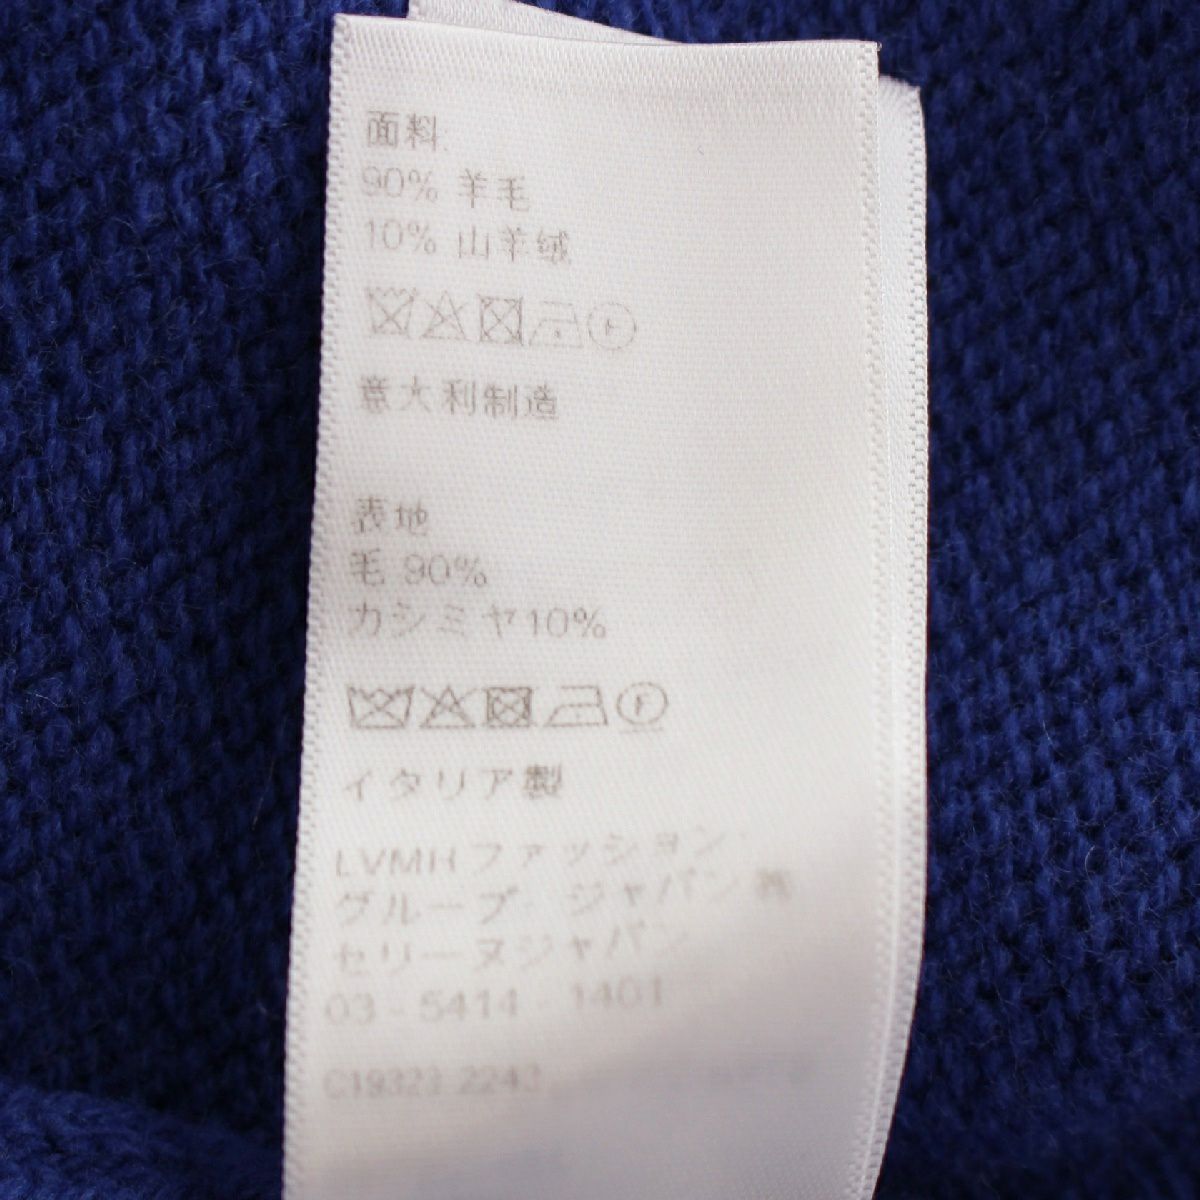 面料
90% 羊毛
10% 山羊绒
意大利制造
表地
毛 90%
カシミヤ10%
イタリア製
LVMHファッション
グループ・ジャパン㈱
セリーヌジャパン
03-5414-1401